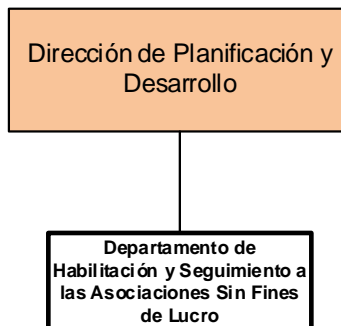 Dirección de Planificación y
Desarrollo
Departamento de
Habilitación y Seguimiento a
las Asociaciones Sin Fines
de Lucro